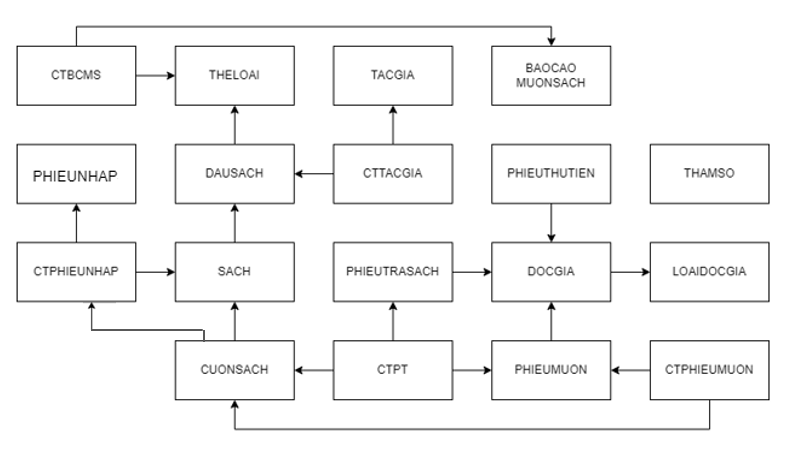 CTBCMS
THELOAI
TACGIA
BAOCAO
MUONSACH
PHIEUNHAP
DAUSACH
CTTACGIA
PHIEUTHUTIEN
THAMSO
CTPHIEUNHAP
SACH
PHIEUTRASACH
DOCGIA
LOAIDOCGIA
CUONSACH
CTPT
PHIEUMUON
CTPHIEUMUON